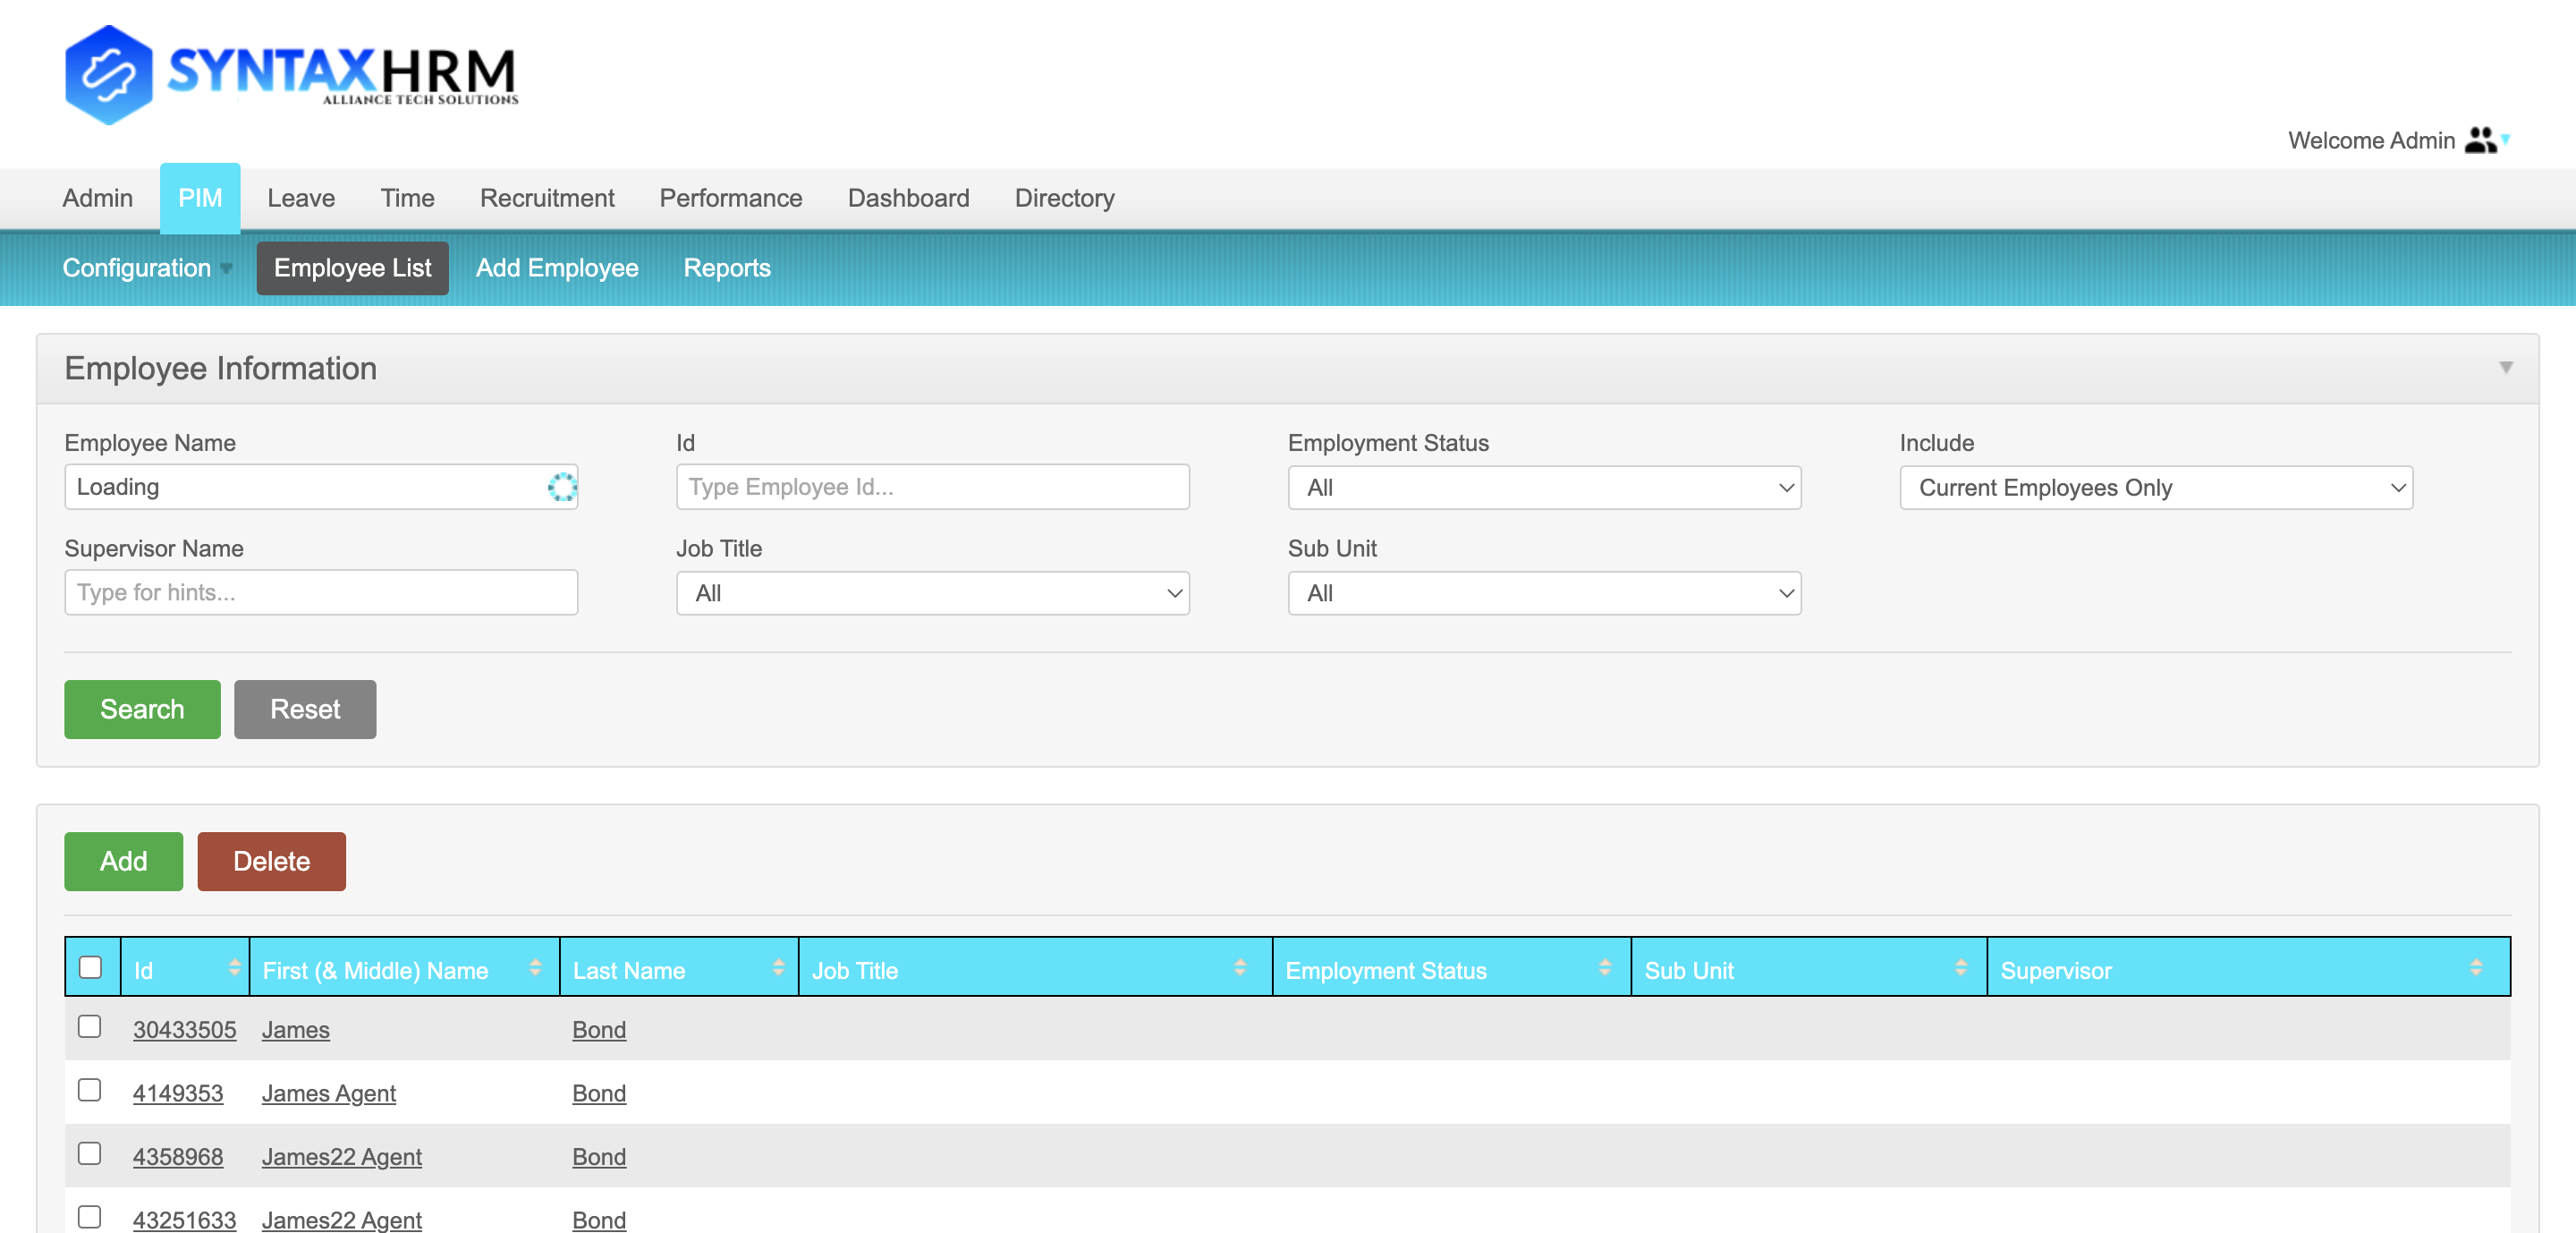 SYNTAXHRM
ALLIANCE TECH SOLUTIONS
Welcome Admin
Admin PIM Leave Time Recruitment Performance Dashboard Directory
Configuration Employee List Add Employee Reports
Employee Information
Employee Name Id Employment Status Include
Loading Type Employee Id... All Current Employees Only
Supervisor Name Job Title Sub Unit
Type for hints... All All
Search Reset
Add Delete
Id First (& Middle) Name Last Name Job Title Employment Status Sub Unit Supervisor
30433505 James Bond
4149353 James Agent Bond
4358968 James22 Agent Bond
43251633 James22 Agent Bond